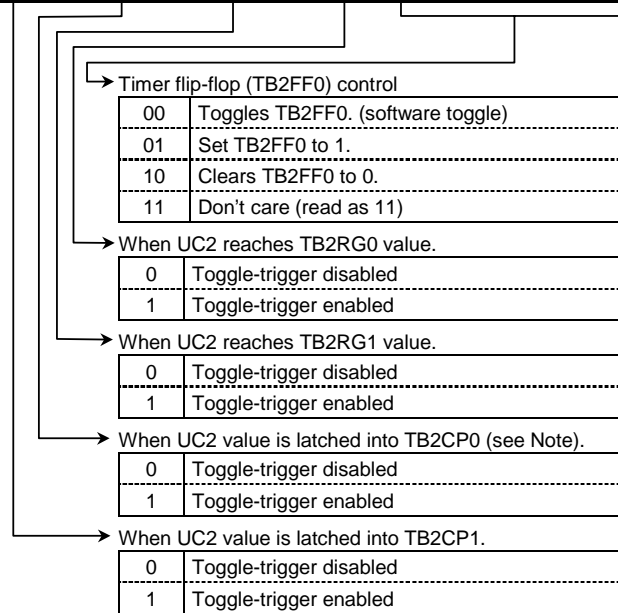 Timer flip-flop (TB2FF0) control
00 Toggles TB2FF0. (software toggle)
01 Set TB2FF0 to 1.
10 Clears TB2FF0 to 0.
11 Don't care (read as 11)
When UC2 reaches TB2RG0 value.
0 Toggle-trigger disabled
1 Toggle-trigger enabled
When UC2 reaches TB2RG1 value.
0 Toggle-trigger disabled
1 Toggle-trigger enabled
When UC2 value is latched into TB2CP0 (see Note).
0 Toggle-trigger disabled
1 Toggle-trigger enabled
When UC2 value is latched into TB2CP1.
0 Toggle-trigger disabled
1 Toggle-trigger enabled